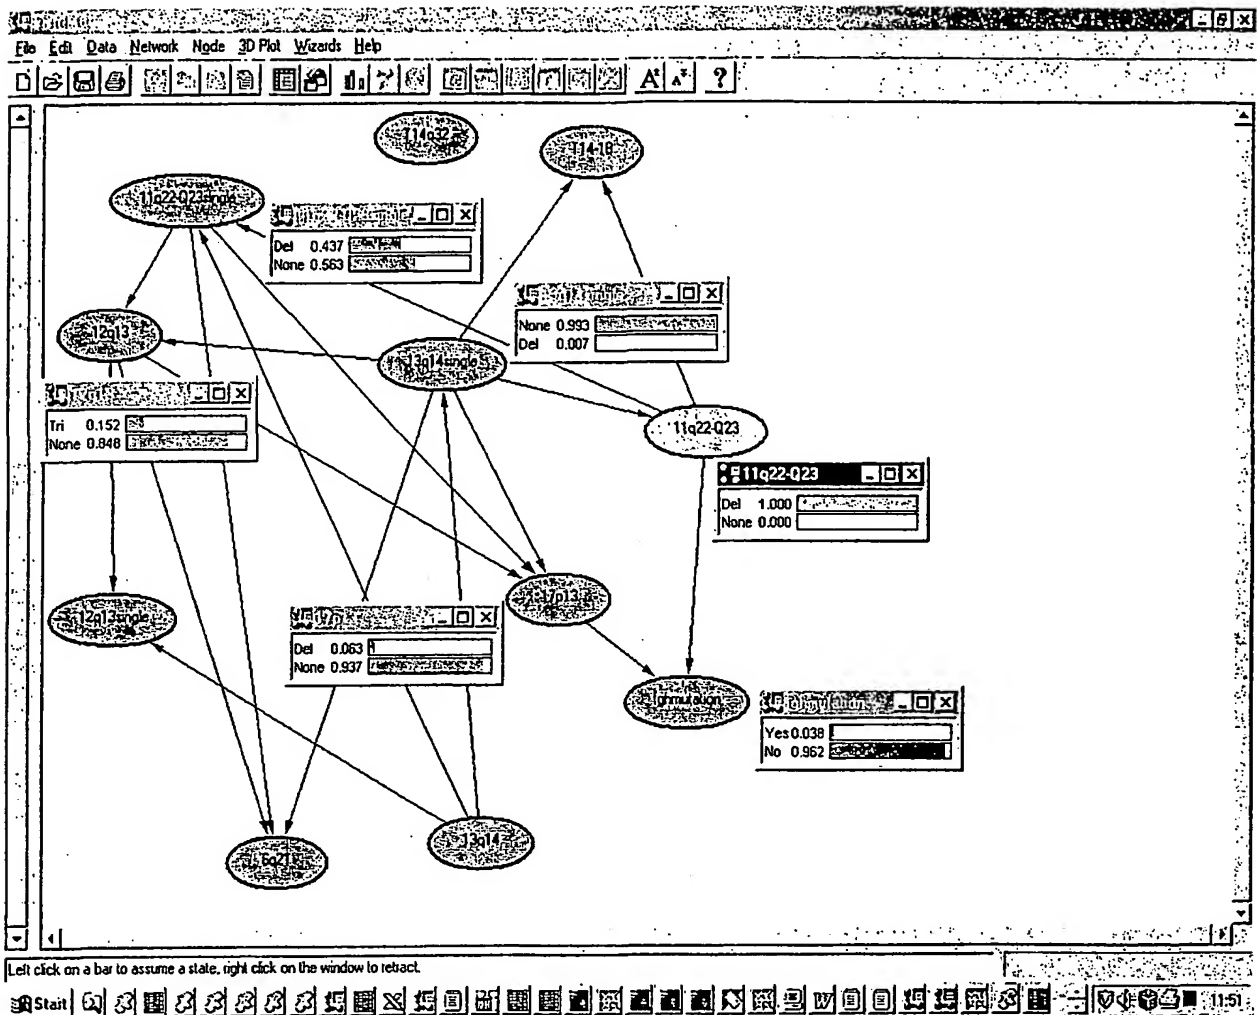 File Edit Data Network Node 3D Plot Wizards Help
A A ?
T14q32
T14-18
11q22-Q23single
Del 0.437
None 0.563
None 0.993
Del 0.007
12q13
13q14single
Tri 0.152
None 0.848
11q22-Q23
11q22-Q23
Del 1.000
None 0.000
12q13single
17p13
Del 0.063
None 0.937
Ighmutation
Yes 0.038
No 0.962
6q21
13q14
Left click on a bar to assume a state, right click on the window to retract.
Start
11:51